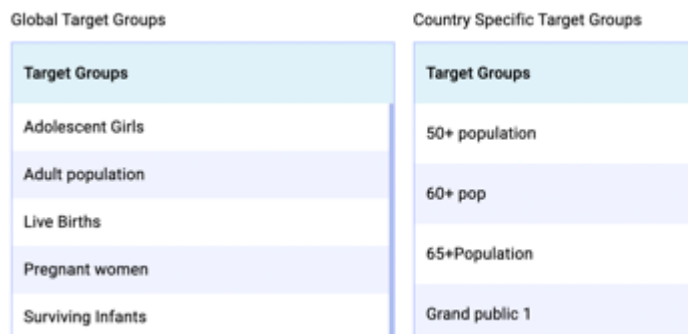 Global Target Groups
Target Groups
Adolescent Girls
Adult population
Live Births
Pregnant women
Surviving Infants
Country Specific Target Groups
Target Groups
50+ population
60+ pop
65+Population
Grand public 1